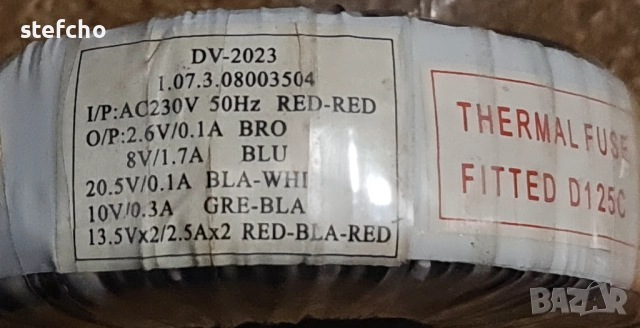 stefcho
DV-2023
1.07.3.08003504
I/P:AC230V 50Hz RED-RED
O/P:2.6V/0.1A BRO
8V/1.7A BLU
20.5V/0.1A BLA-WHI
10V/0.3A GRE-BLA
13.5Vx2/2.5Ax2 RED-BLA-RED
THERMAL FUSE
FITTED D125C
BAZAR